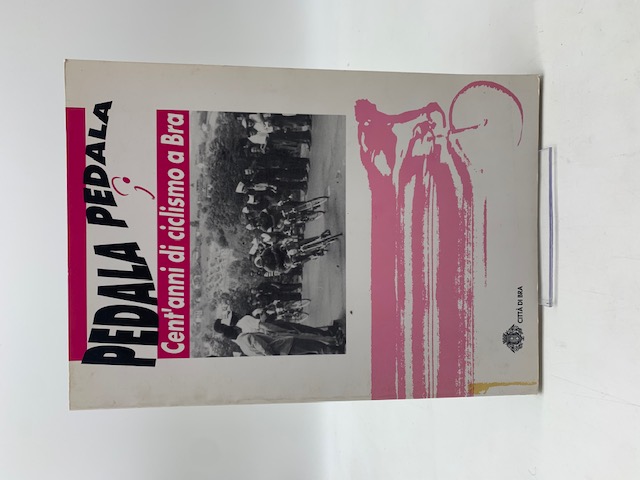 PEDALA PEDALA
Cent'anni di ciclismo a Bra
CITTÀ DI BRA